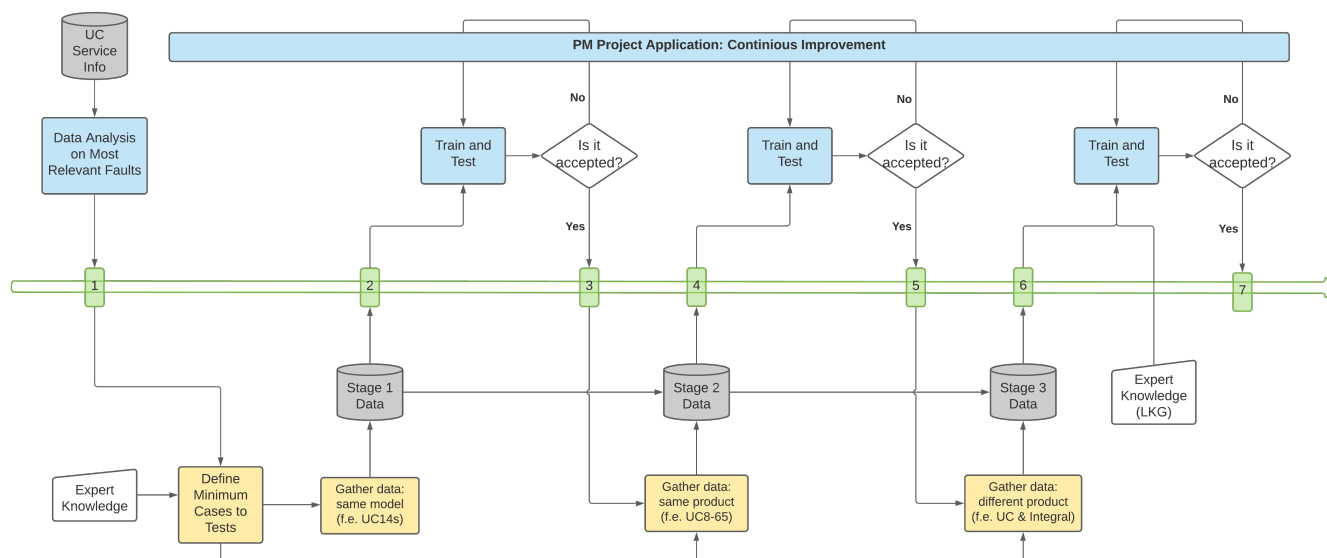 UC
Service
Info
PM Project Application: Continious Improvement
No
No
No
Data Analysis
on Most
Relevant Faults
Train and
Test
Is it
accepted?
Train and
Test
Is it
accepted?
Train and
Test
Is it
accepted?
Yes
Yes
Yes
1
2
3
4
5
6
7
Stage 1
Data
Stage 2
Data
Stage 3
Data
Expert
Knowledge
(LKG)
Expert
Knowledge
Define
Minimum
Cases to
Tests
Gather data:
same model
(f.e. UC14s)
Gather data:
same product
(f.e. UC8-65)
Gather data:
different product
(f.e. UC & Integral)